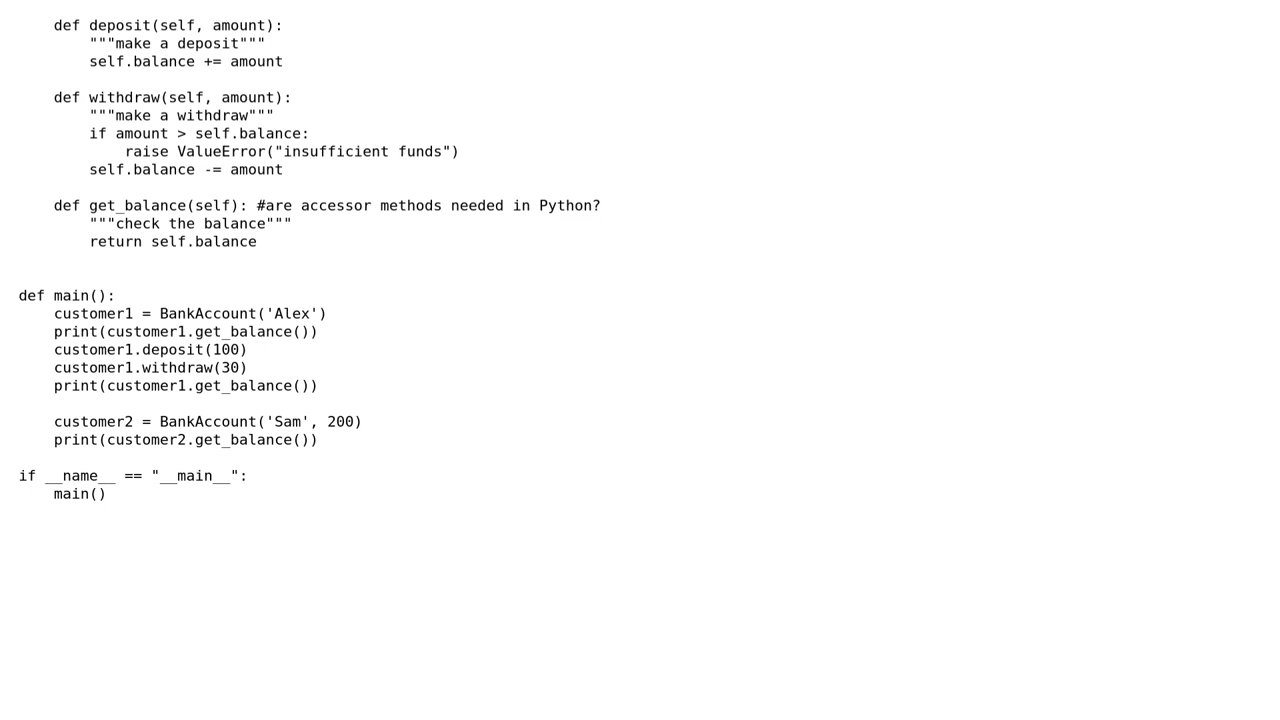 def deposit(self, amount):
        """make a deposit"""
        self.balance += amount

    def withdraw(self, amount):
        """make a withdraw"""
        if amount > self.balance:
            raise ValueError("insufficient funds")
        self.balance -= amount

    def get_balance(self): #are accessor methods needed in Python?
        """check the balance"""
        return self.balance


def main():
    customer1 = BankAccount('Alex')
    print(customer1.get_balance())
    customer1.deposit(100)
    customer1.withdraw(30)
    print(customer1.get_balance())

    customer2 = BankAccount('Sam', 200)
    print(customer2.get_balance())

if __name__ == "__main__":
    main()